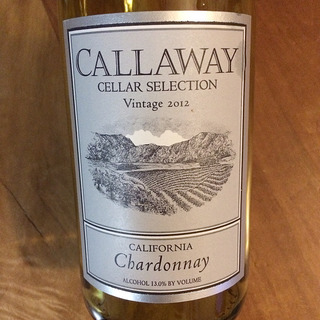 CALLAWAY
CELLAR SELECTION
Vintage 2012
CALIFORNIA
Chardonnay
ALCOHOL 13.0% BY VOLUME